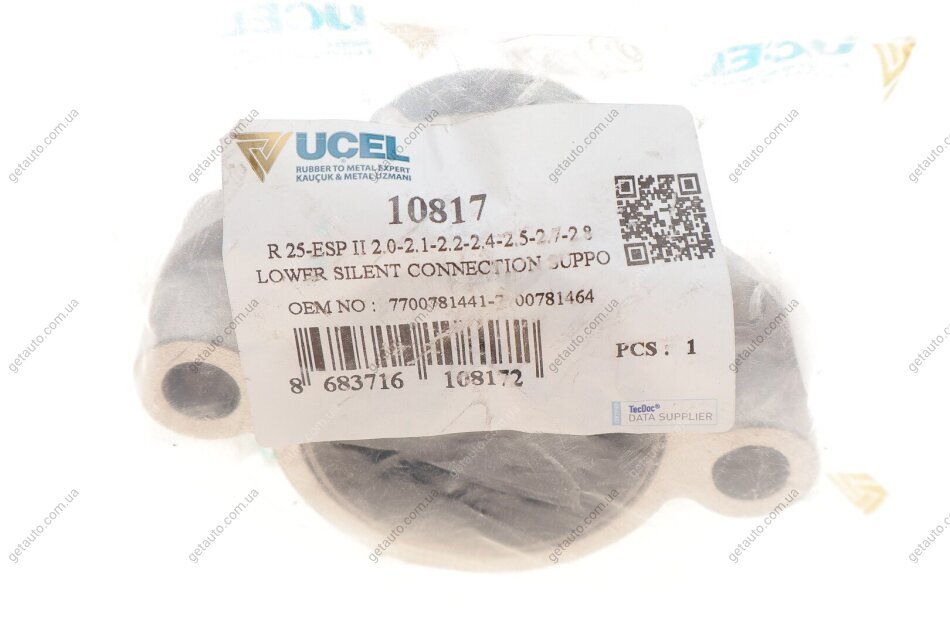 UCEL
UCEL
UCEL
RUBBER TO METAL EXPERT
KAUÇUK & METAL UZMANI
10817
R 25-ESP II 2.0-2.1-2.2-2.4-2.5-2.7-2.8
LOWER SILENT CONNECTION SUPPO
OEM NO : 7700781441-7700781464
8 683716 108172
PCS : 1
TecDoc®
DATA SUPPLIER
getauto.com.ua